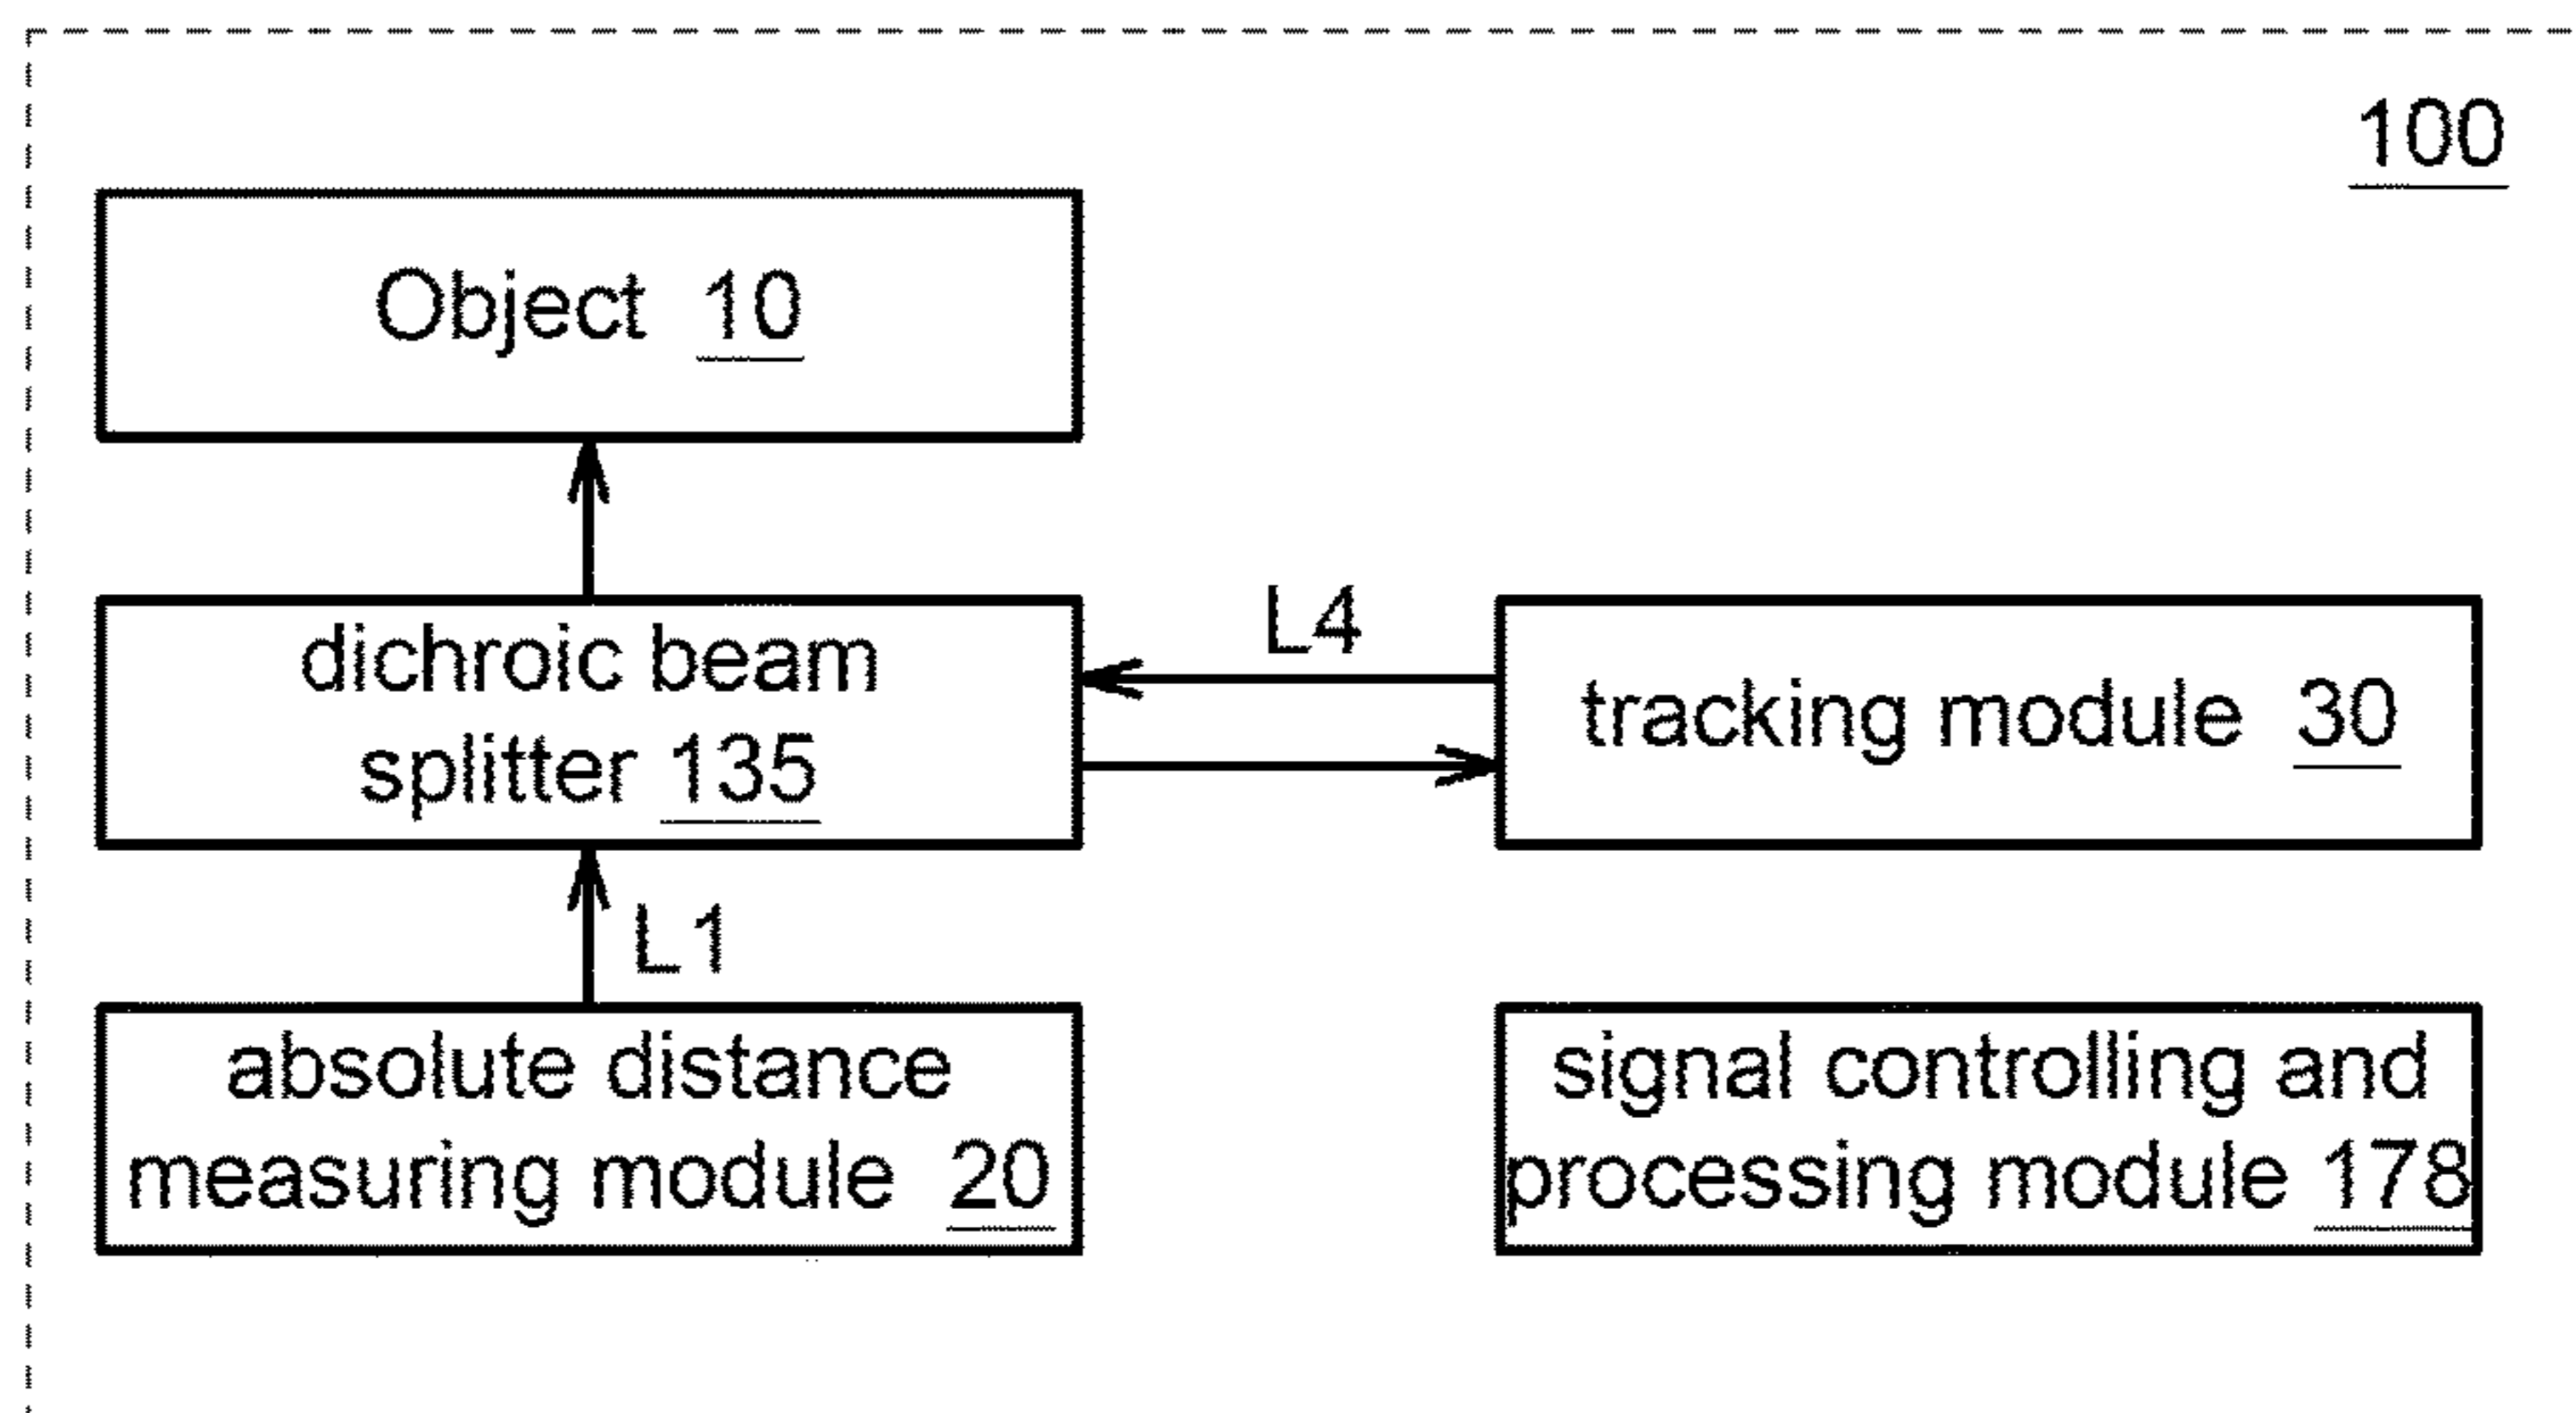 100
Object 10
dichroic beam
splitter 135
L4
tracking module 30
L1
absolute distance
measuring module 20
signal controlling and
processing module 178